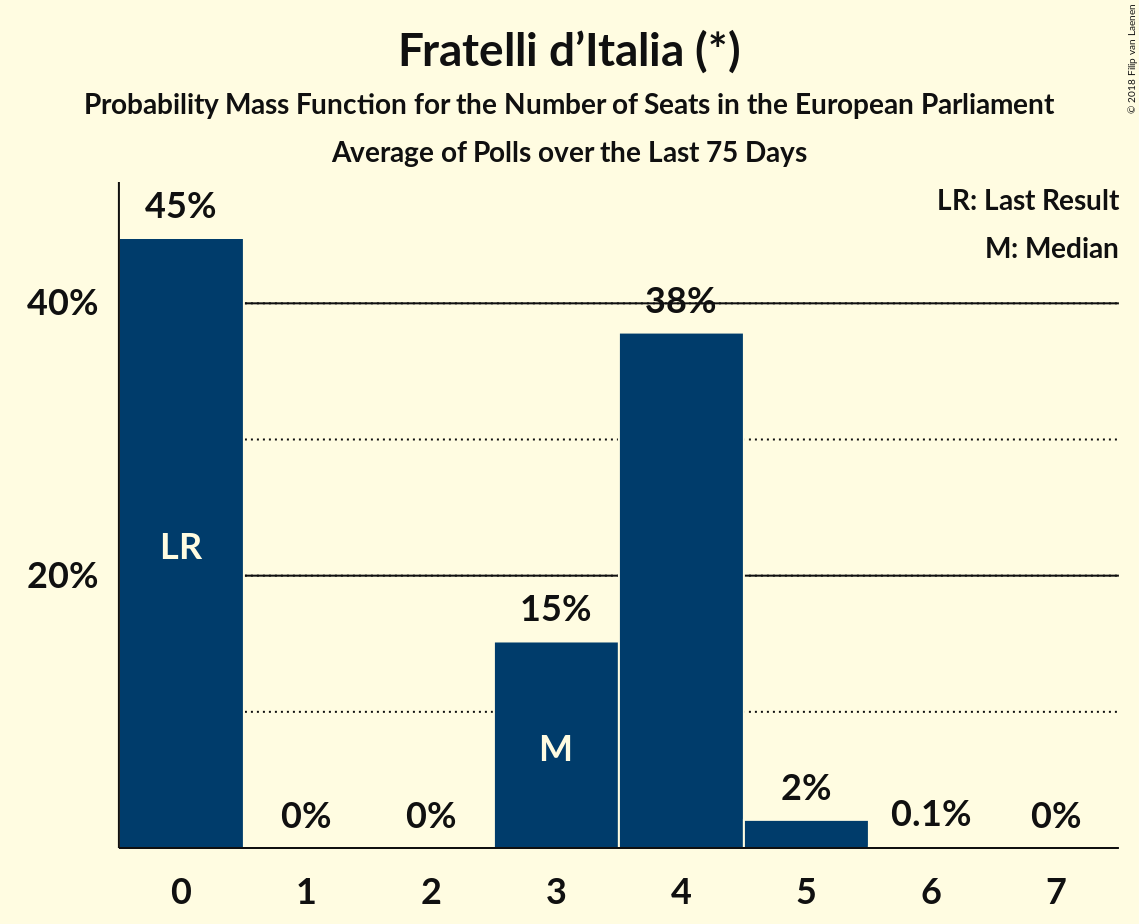 Fratelli d’Italia (*)
Probability Mass Function for the Number of Seats in the European Parliament
Average of Polls over the Last 75 Days
© 2018 Filip van Laenen
LR: Last Result
M: Median
45%
40%
38%
LR
20%
15%
M
2%
0%
0%
0.1%
0%
0 1 2 3 4 5 6 7